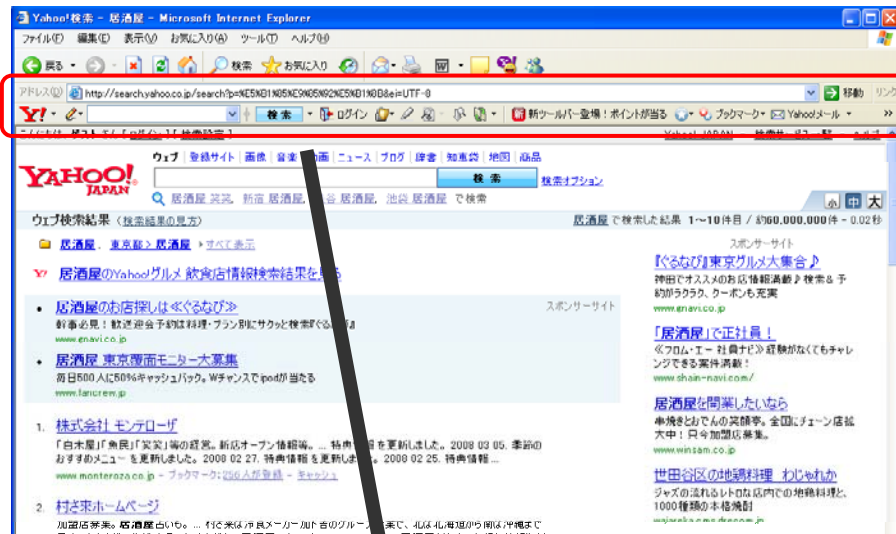 Yahoo!検索 - 居酒屋 - Microsoft Internet Explorer
ファイル(F) 編集(E) 表示(V) お気に入り(A) ツール(T) ヘルプ(H)
戻る 検索 お気に入り
アドレス(D) http://search.yahoo.co.jp/search?p=%E5%B1%85%E9%85%92%E5%B1%8B&ei=UTF-8 移動 リンク
Y! 検索 ログイン 新ツールバー登場!ポイントが当る ブックマーク Yahoo!メール »
ウェブ | 登録サイト | 画像 | 音楽 | 動画 | ニュース | ブログ | 辞書 | 知恵袋 | 地図 | 商品
YAHOO! JAPAN 検索 検索オプション
居酒屋 笑笑, 新宿 居酒屋, 谷 居酒屋, 池袋 居酒屋 で検索
小 中 大
ウェブ検索結果 (検索結果の見方) 居酒屋 で検索した結果 1~10件目 / 約60,000,000件 - 0.02秒
居酒屋, 東京都 > 居酒屋 すべて表示
Y! 居酒屋のYahoo!グルメ 飲食店情報検索結果を
スポンサーサイト
• 居酒屋のお店探しは≪ぐるなび≫
幹事必見!歓送迎会予約は料理・プラン別にサクっと検索『ぐるなび』
www.gnavi.co.jp
• 居酒屋 東京覆面モニター大募集
毎日500人に50%キャッシュバック。Wチャンスでipodが当たる
www.fancrew.jp
1. 株式会社 モンテローザ
「白木屋」「魚民」「笑笑」等の経営。新店オープン情報等。 ... 特典情報を更新しました。2008 03 05. 季節の
おすすめメニュー を更新しました。2008 02 27. 特典情報を更新しました。2008 02 25. 特典情報 ...
www.monteroza.co.jp - ブックマーク:256人が登録 - キャッシュ
2. 村さ来ホームページ
スポンサーサイト
『ぐるなび』東京グルメ大集合♪
神田でオススメのお店情報満載♪検索&予
約がラクラク、クーポンも充実
www.gnavi.co.jp
「居酒屋」で正社員!
≪フロム・エー 社員ナビ≫経験がなくてもチャレ
ンジできる案件満載!
www.shain-navi.com/
居酒屋を開業したいなら
串焼きとおでんの笑顔亭。全国にチェーン店拡
大中!只今加盟店募集。
www.winsam.co.jp
世田谷区の地鶏料理 わじゃれか
ジャズの流れるレトロな店内での地鶏料理と、
1000種類の本格焼酎